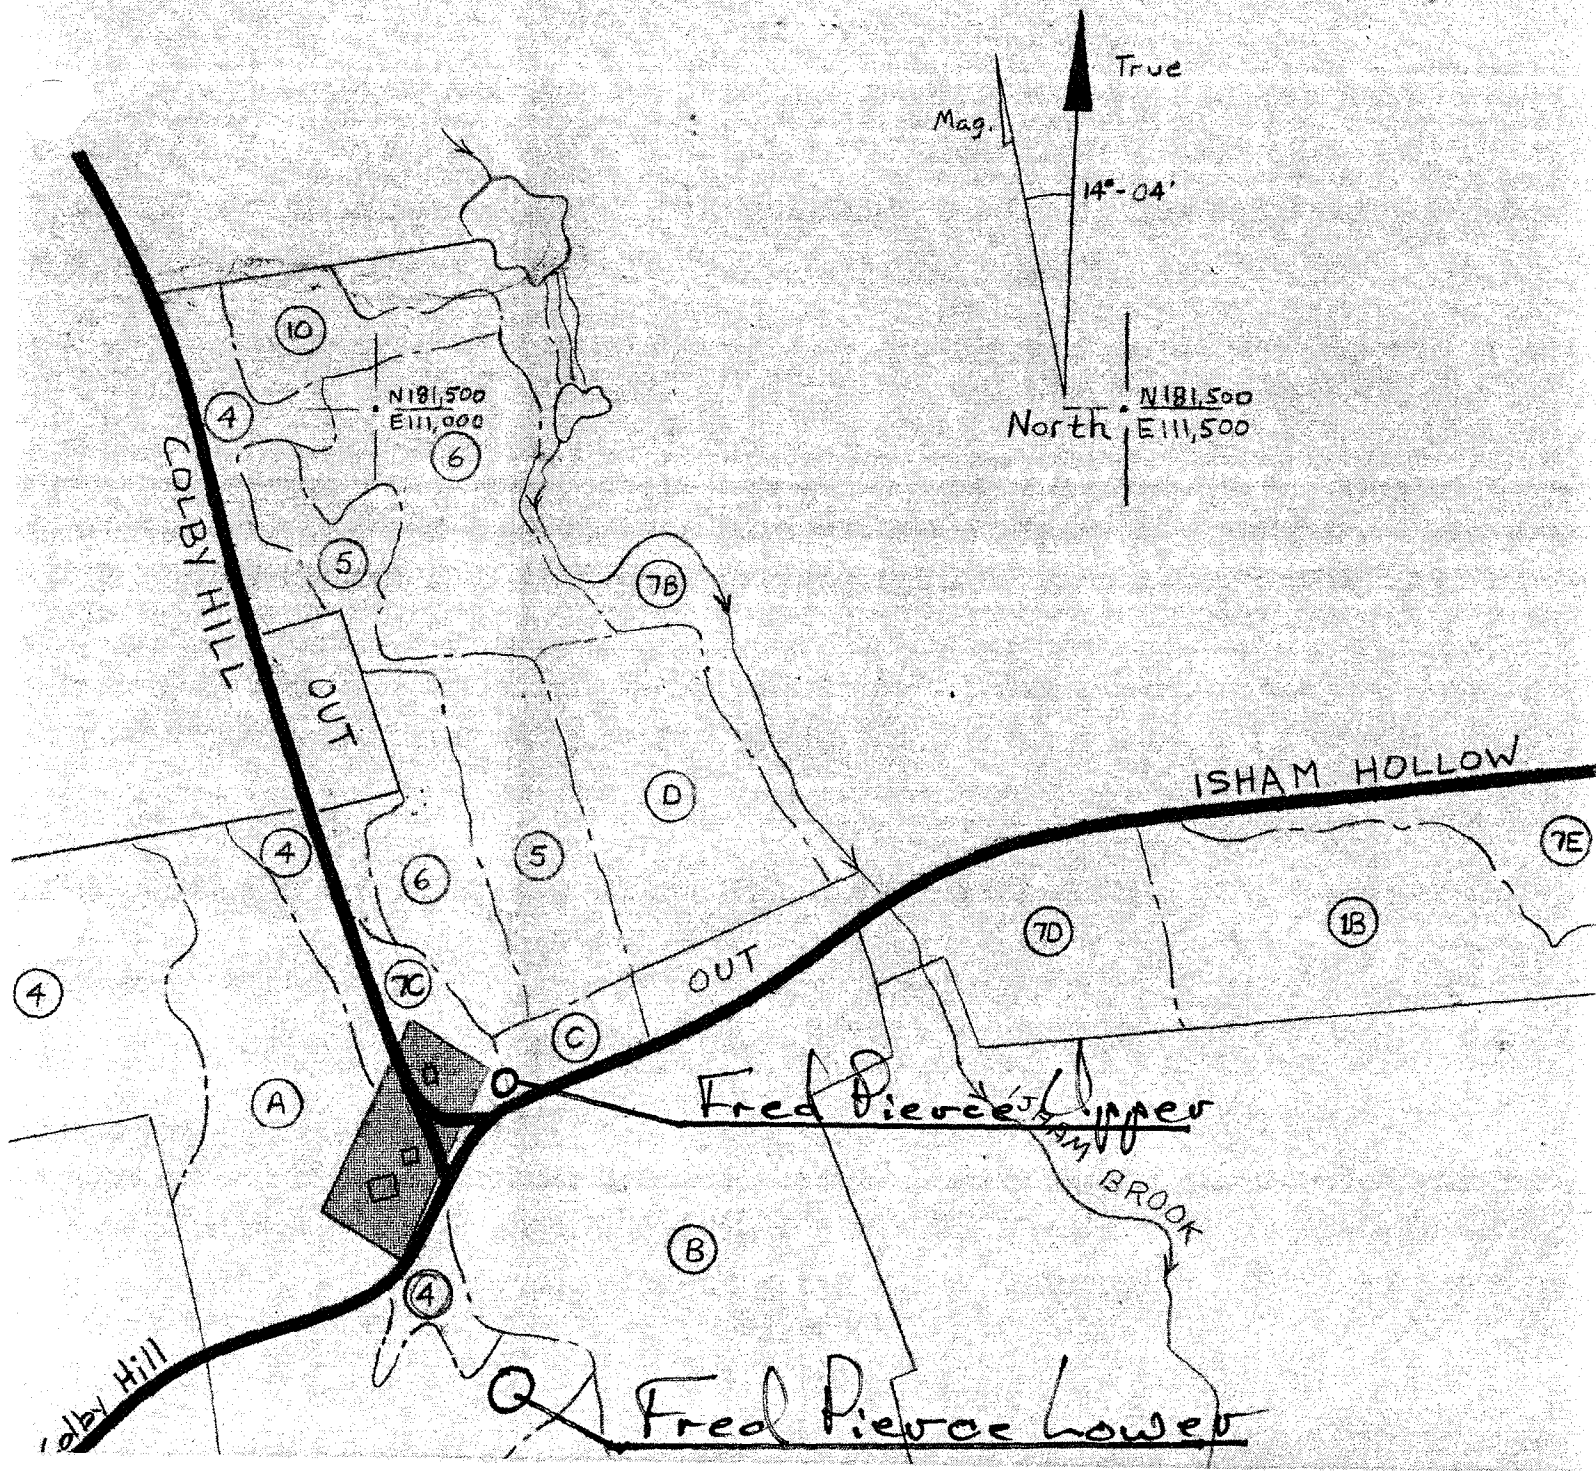 True
Mag.
14°-04'
10
4
N181,500
E111,000
North
N181,500
E111,500
6
COLBY HILL
5
7B
OUT
D
ISHAM HOLLOW
4
6
5
7E
7D
1B
OUT
4
7C
C
Fred Pierce Upper
A
ISHAM BROOK
B
4
Colby Hill
Fred Pierce Lower